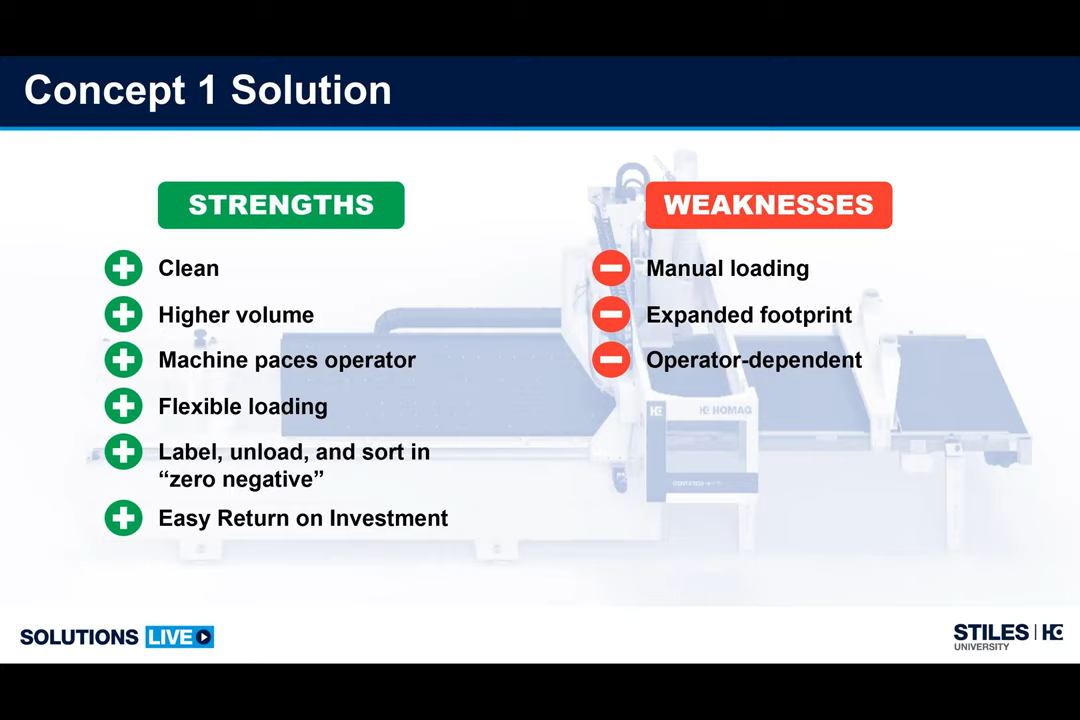 Concept 1 Solution
STRENGTHS
Clean
Higher volume
Machine paces operator
Flexible loading
Label, unload, and sort in
“zero negative”
Easy Return on Investment
WEAKNESSES
Manual loading
Expanded footprint
Operator-dependent
HOMAG
SOLUTIONS LIVE
STILES
UNIVERSITY